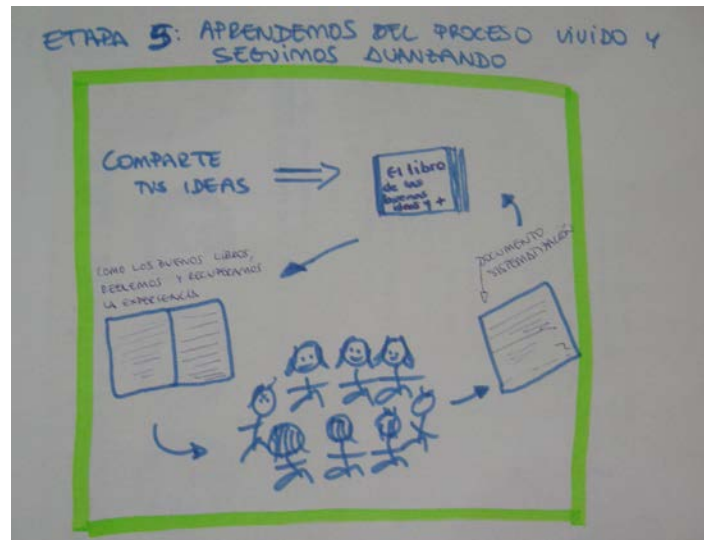 ETAPA 5: APRENDEMOS DEL PROCESO VIVIDO Y
SEGUIMOS AVANZANDO
COMPARTE
TUS IDEAS
El libro
de las
buenas
ideas y +
COMO LOS BUENOS LIBROS,
RELEEMOS Y RECUPERAMOS
LA EXPERIENCIA
DOCUMENTO
SISTEMATIZACIÓN